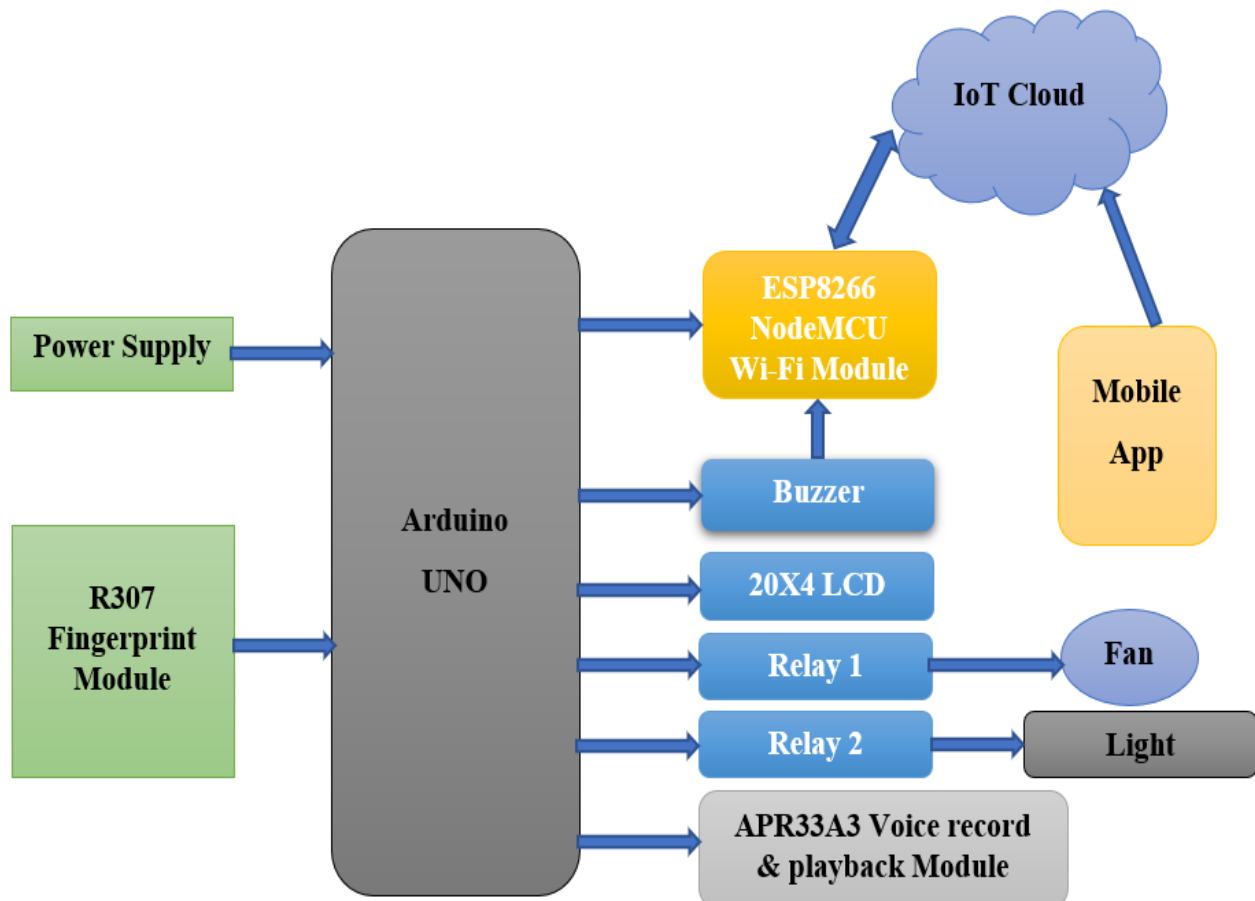 IoT Cloud
ESP8266
NodeMCU
Wi-Fi Module
Power Supply
Mobile
App
Buzzer
Arduino
UNO
20X4 LCD
R307
Fingerprint
Module
Relay 1
Fan
Relay 2
Light
APR33A3 Voice record
& playback Module